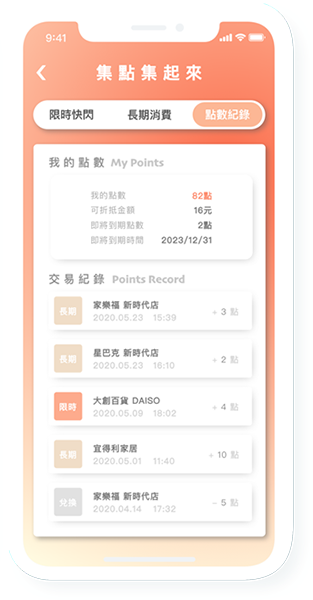 9:41
集點集起來
限時快閃 長期消費 點數紀錄
我的點數 My Points
我的點數 82點
可折抵金額 16元
即將到期點數 2點
即將到期時間 2023/12/31
交易紀錄 Points Record
長期 家樂福 新時代店
2020.05.23 15:39 + 3 點
長期 星巴克 新時代店
2020.05.23 16:10 + 2 點
限時 大創百貨 DAISO
2020.05.09 18:02 + 4 點
長期 宜得利家居
2020.05.01 11:40 + 10 點
兌換 家樂福 新時代店
2020.04.14 17:32 − 5 點